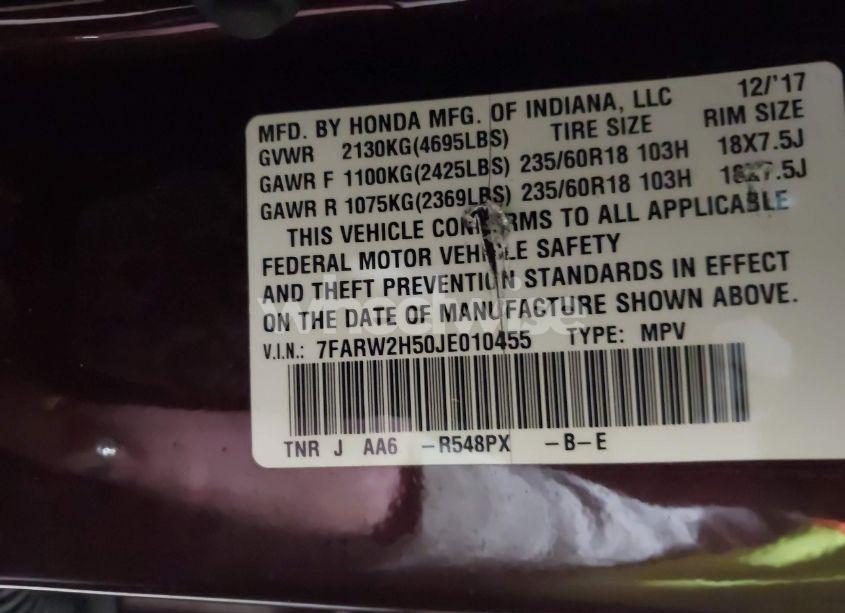 12/'17
MFD. BY HONDA MFG. OF INDIANA, LLC
GVWR 2130KG(4695LBS) TIRE SIZE RIM SIZE
GAWR F 1100KG(2425LBS) 235/60R18 103H 18X7.5J
GAWR R 1075KG(2369LBS) 235/60R18 103H 18X7.5J
THIS VEHICLE CONFORMS TO ALL APPLICABLE
FEDERAL MOTOR VEHICLE SAFETY
AND THEFT PREVENTION STANDARDS IN EFFECT
ON THE DATE OF MANUFACTURE SHOWN ABOVE.
wheelwise
V.I.N.: 7FARW2H50JE010455 TYPE: MPV
TNR J AA6 -R548PX -B-E